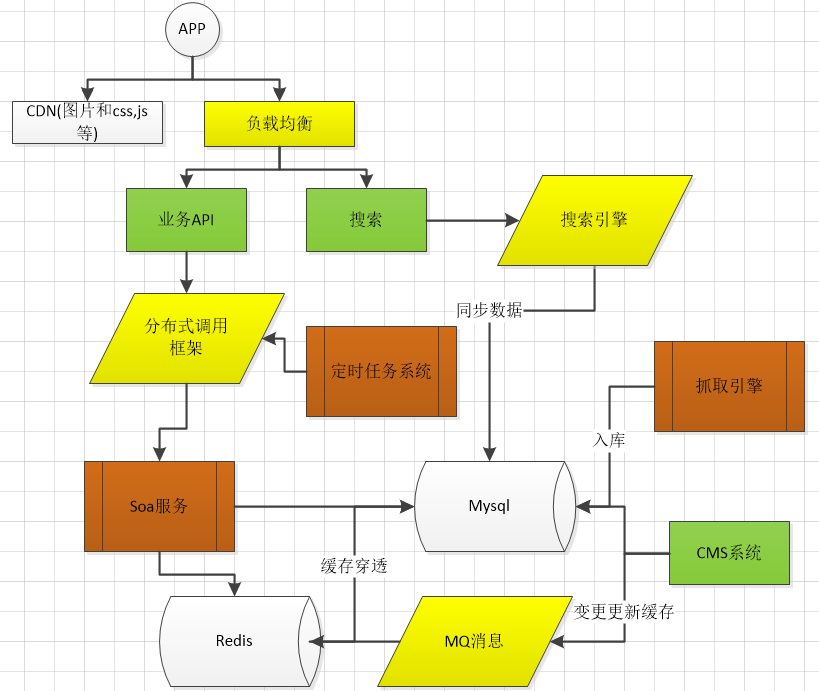 APP
CDN(图片和css,js
等)
负载均衡
业务API
搜索
搜索引擎
同步数据
分布式调用
框架
定时任务系统
抓取引擎
入库
Soa服务
Mysql
CMS系统
缓存穿透
变更更新缓存
Redis
MQ消息